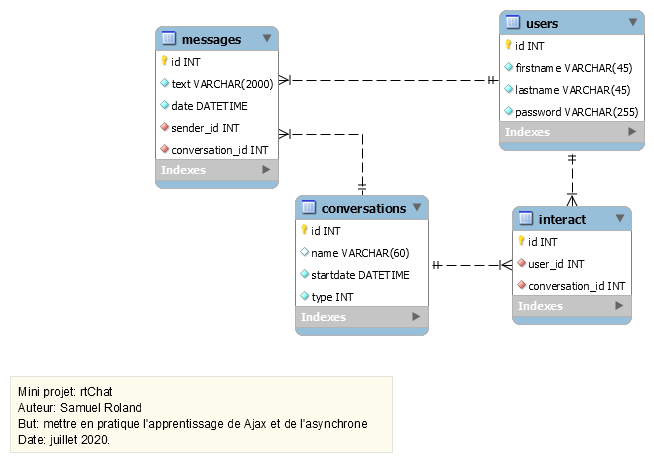 messages
id INT
text VARCHAR(2000)
date DATETIME
sender_id INT
conversation_id INT
Indexes
users
id INT
firstname VARCHAR(45)
lastname VARCHAR(45)
password VARCHAR(255)
Indexes
conversations
id INT
name VARCHAR(60)
startdate DATETIME
type INT
Indexes
interact
id INT
user_id INT
conversation_id INT
Indexes
Mini projet: rtChat
Auteur: Samuel Roland
But: mettre en pratique l'apprentissage de Ajax et de l'asynchrone
Date: juillet 2020.